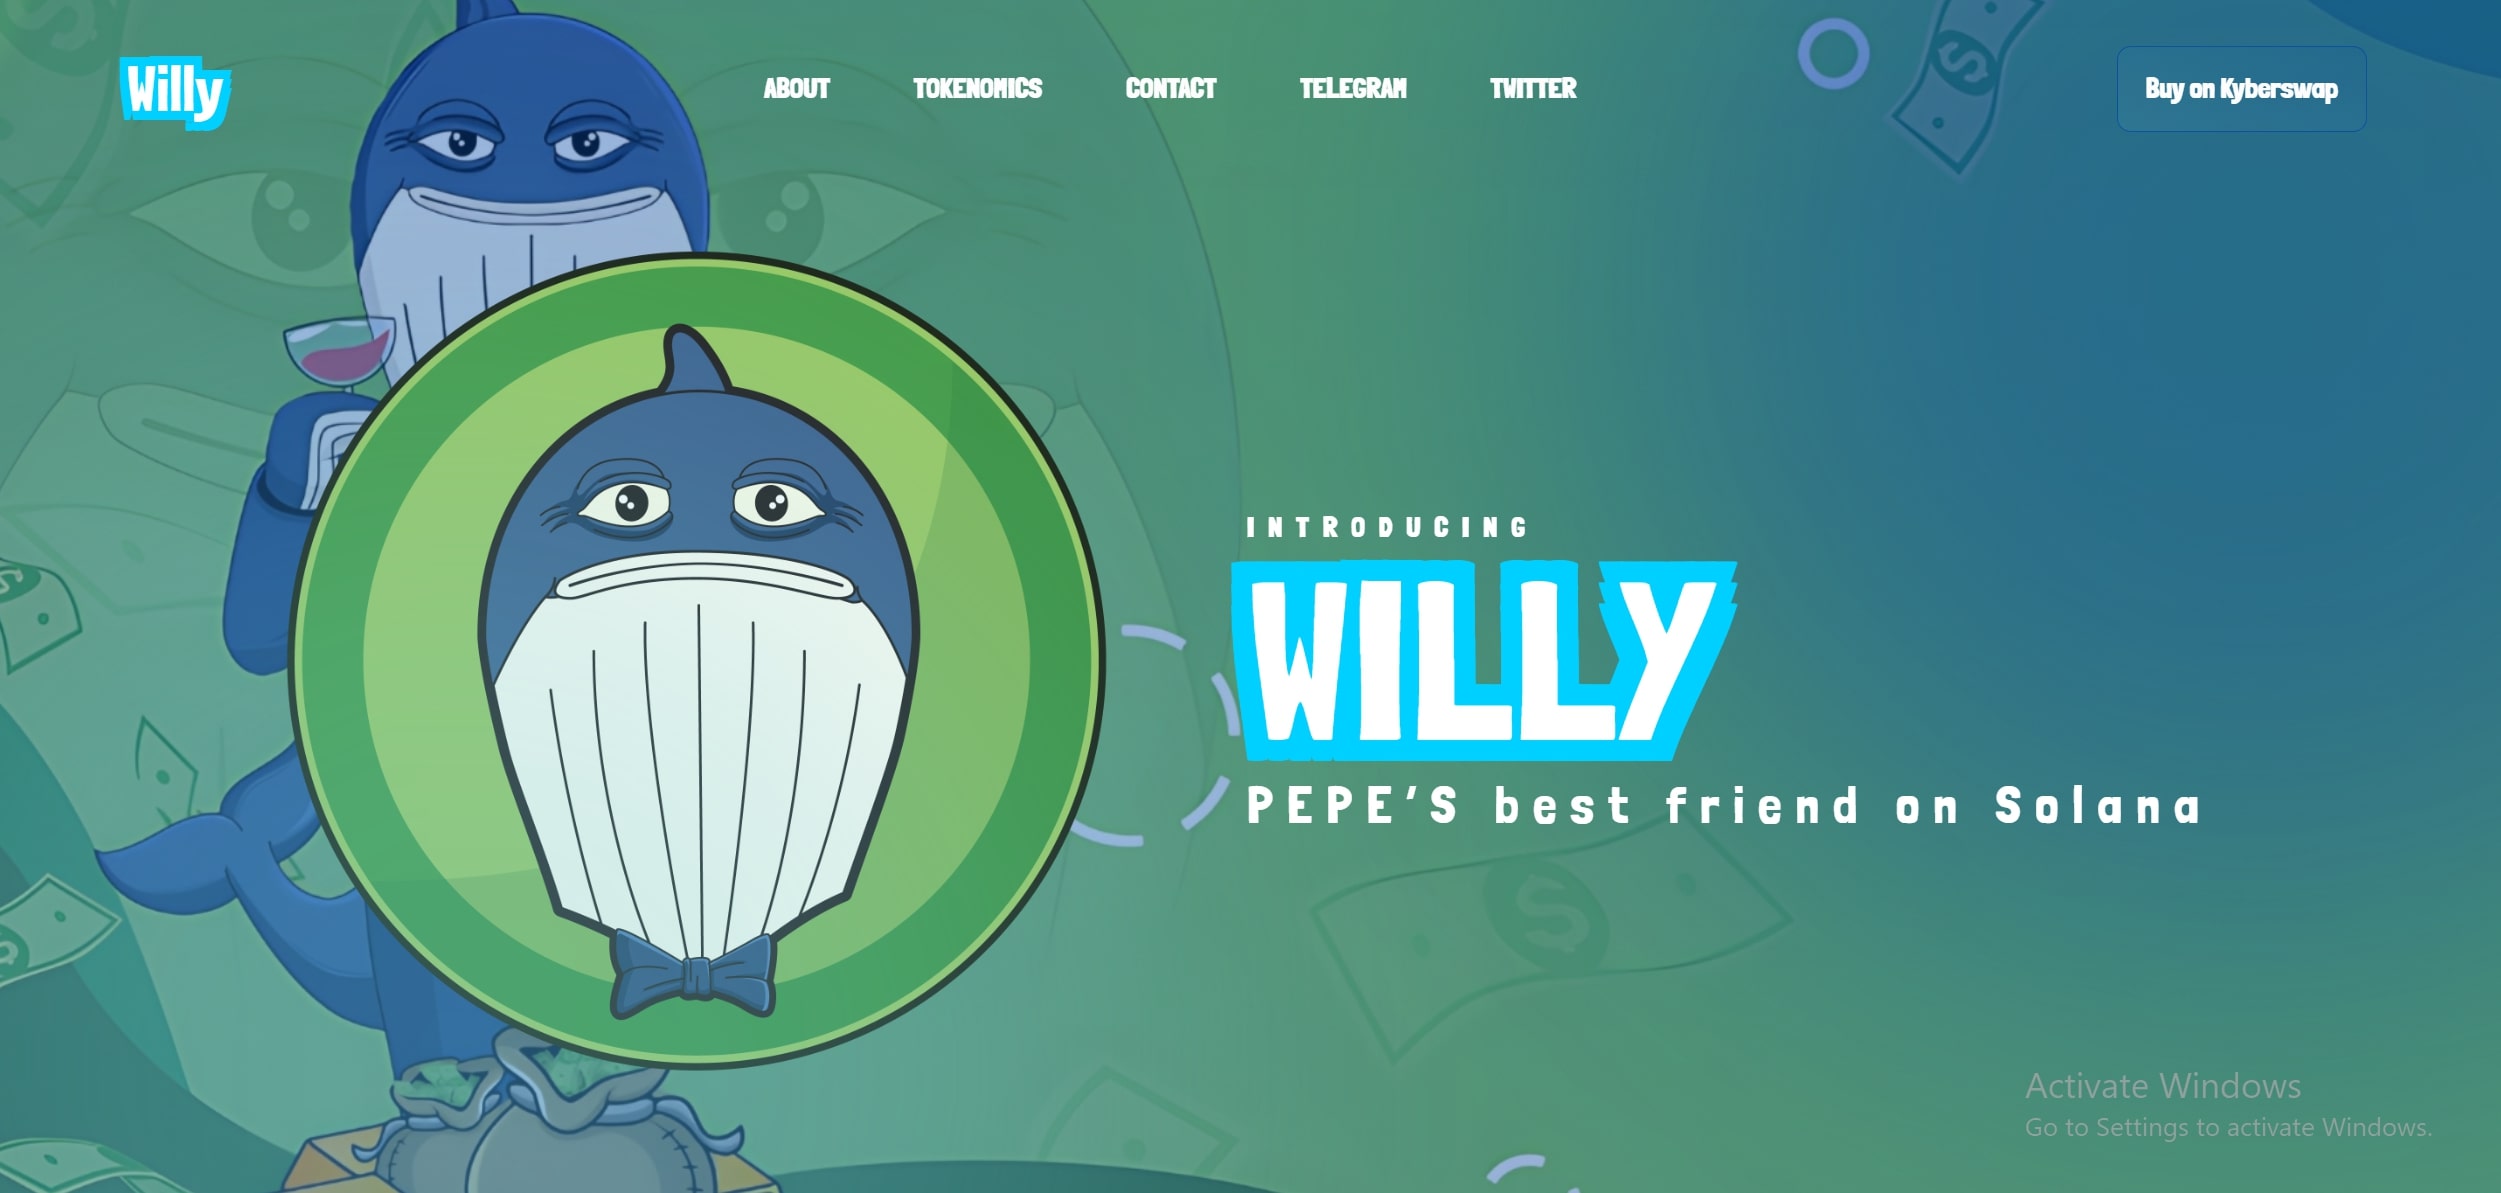 Willy
ABOUT
TOKENOMICS
CONTACT
TELEGRAM
TWITTER
Buy on Kyberswap
INTRODUCING
WILLY
PEPE'S best friend on Solana
Activate Windows
Go to Settings to activate Windows.